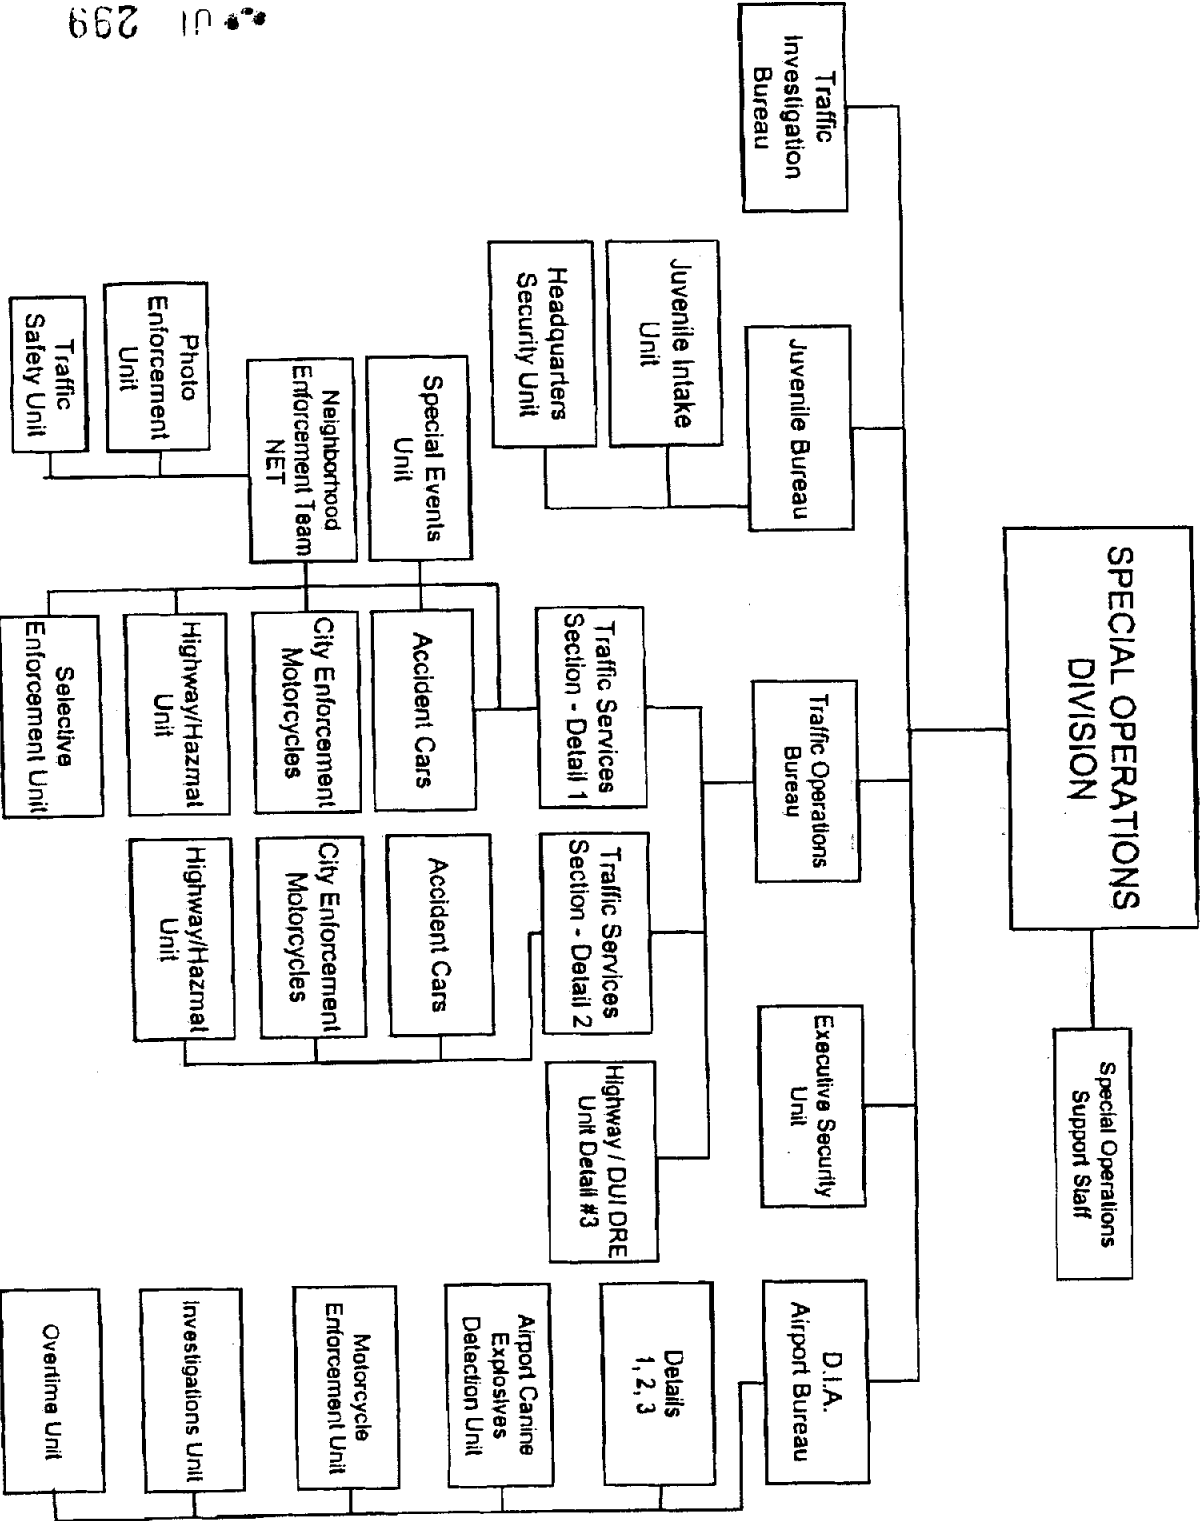 SPECIAL OPERATIONS
DIVISION
Special Operations
Support Staff
Traffic
Investigation
Bureau
Juvenile Bureau
Traffic Operations
Bureau
Executive Security
Unit
D.I.A.
Airport Bureau
Juvenile Intake
Unit
Headquarters
Security Unit
Traffic Services
Section - Detail 1
Traffic Services
Section - Detail 2
Highway / DUI DRE
Unit Detail #3
Details
1, 2, 3
Special Events
Unit
Accident Cars
Accident Cars
Airport Canine
Explosives
Detection Unit
Neighborhood
Enforcement Team
NET
City Enforcement
Motorcycles
City Enforcement
Motorcycles
Motorcycle
Enforcement Unit
Photo
Enforcement
Unit
Highway/Hazmat
Unit
Highway/Hazmat
Unit
Investigations Unit
Traffic
Safety Unit
Selective
Enforcement Unit
Overtime Unit
299